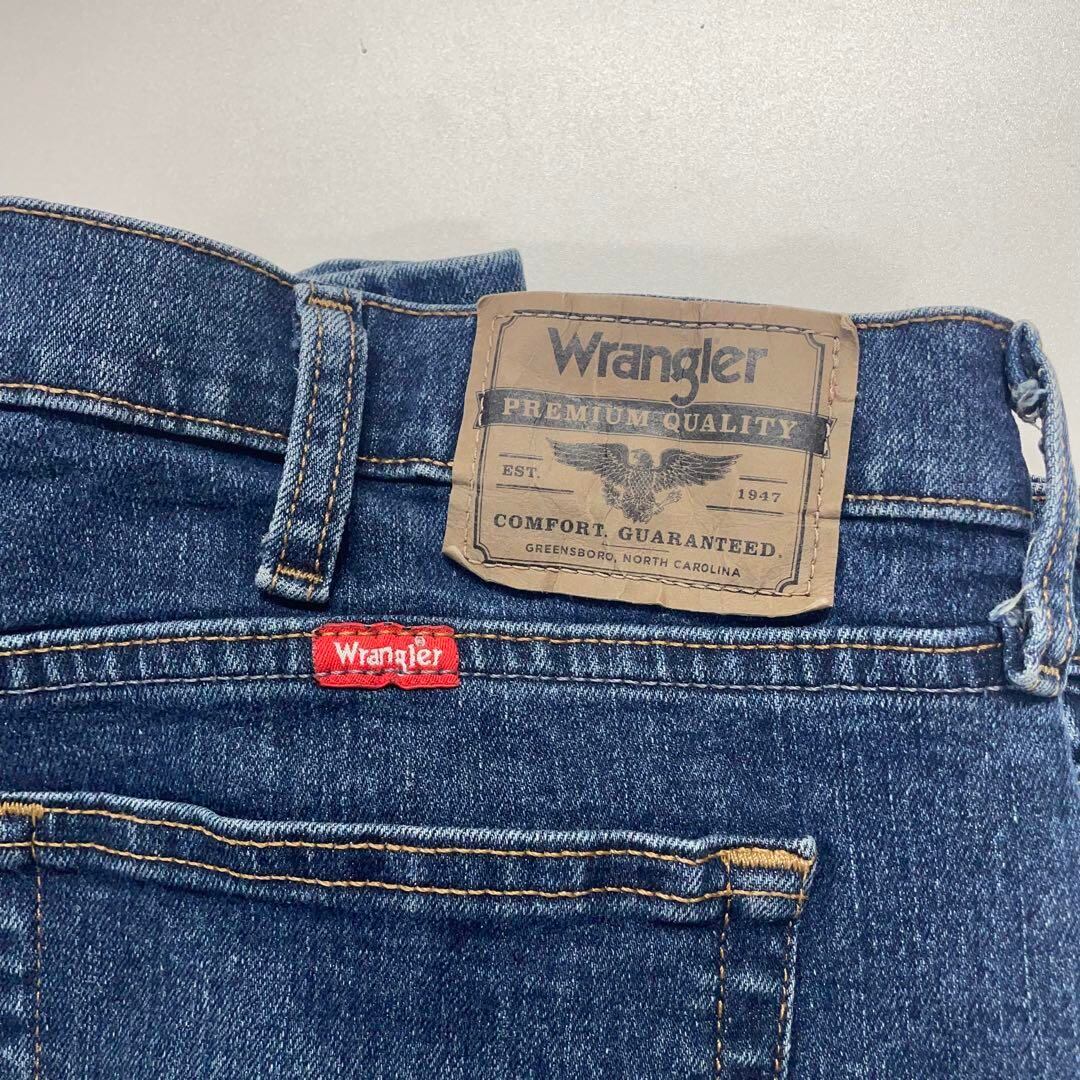 Wrangler
PREMIUM QUALITY
EST. 1947
COMFORT. GUARANTEED.
GREENSBORO, NORTH CAROLINA
Wrangler®